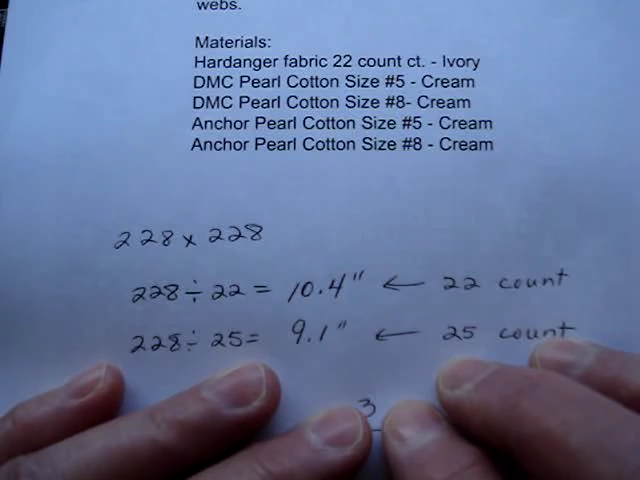 webs.
Materials:
Hardanger fabric 22 count ct. - Ivory
DMC Pearl Cotton Size #5 - Cream
DMC Pearl Cotton Size #8- Cream
Anchor Pearl Cotton Size #5 - Cream
Anchor Pearl Cotton Size #8 - Cream
228 x 228
228 ÷ 22 = 10.4" ← 22 count
228 ÷ 25 = 9.1" ← 25 count
3